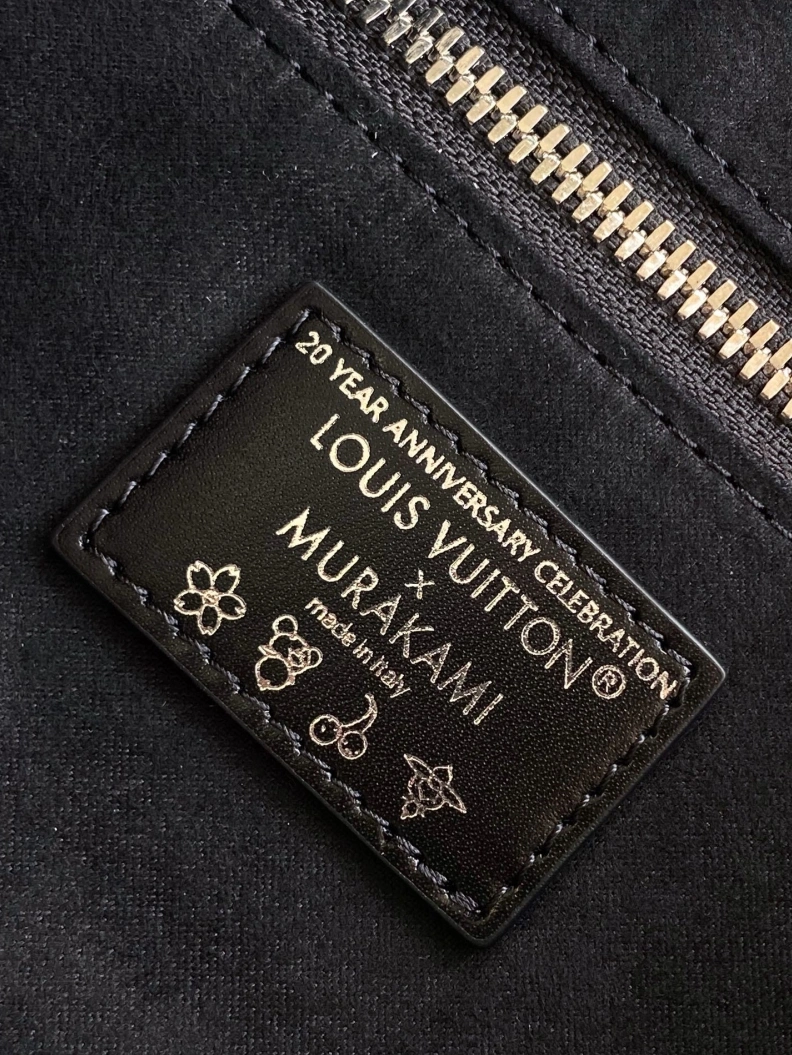 20 YEAR ANNIVERSARY CELEBRATION
LOUIS VUITTON®
x
MURAKAMI
made in Italy